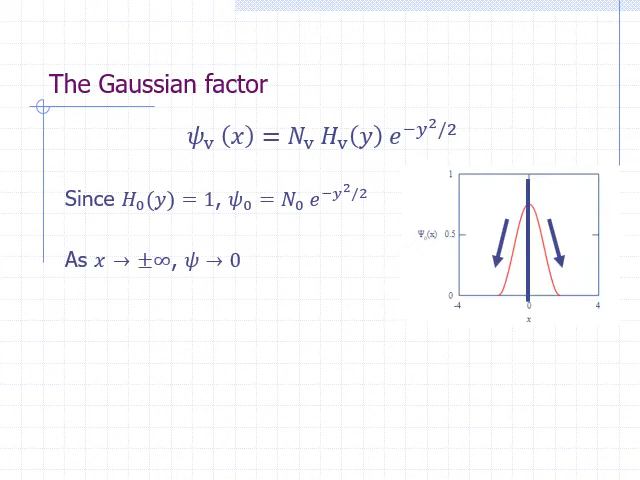 The Gaussian factor
ψᵥ (x) = Nᵥ Hᵥ(y) e^{−y²/2}
Since H₀(y) = 1, ψ₀ = N₀ e^{−y²/2}
As x → ±∞, ψ → 0
1
Ψ₀(x) 0.5
0
-4 0 4
x